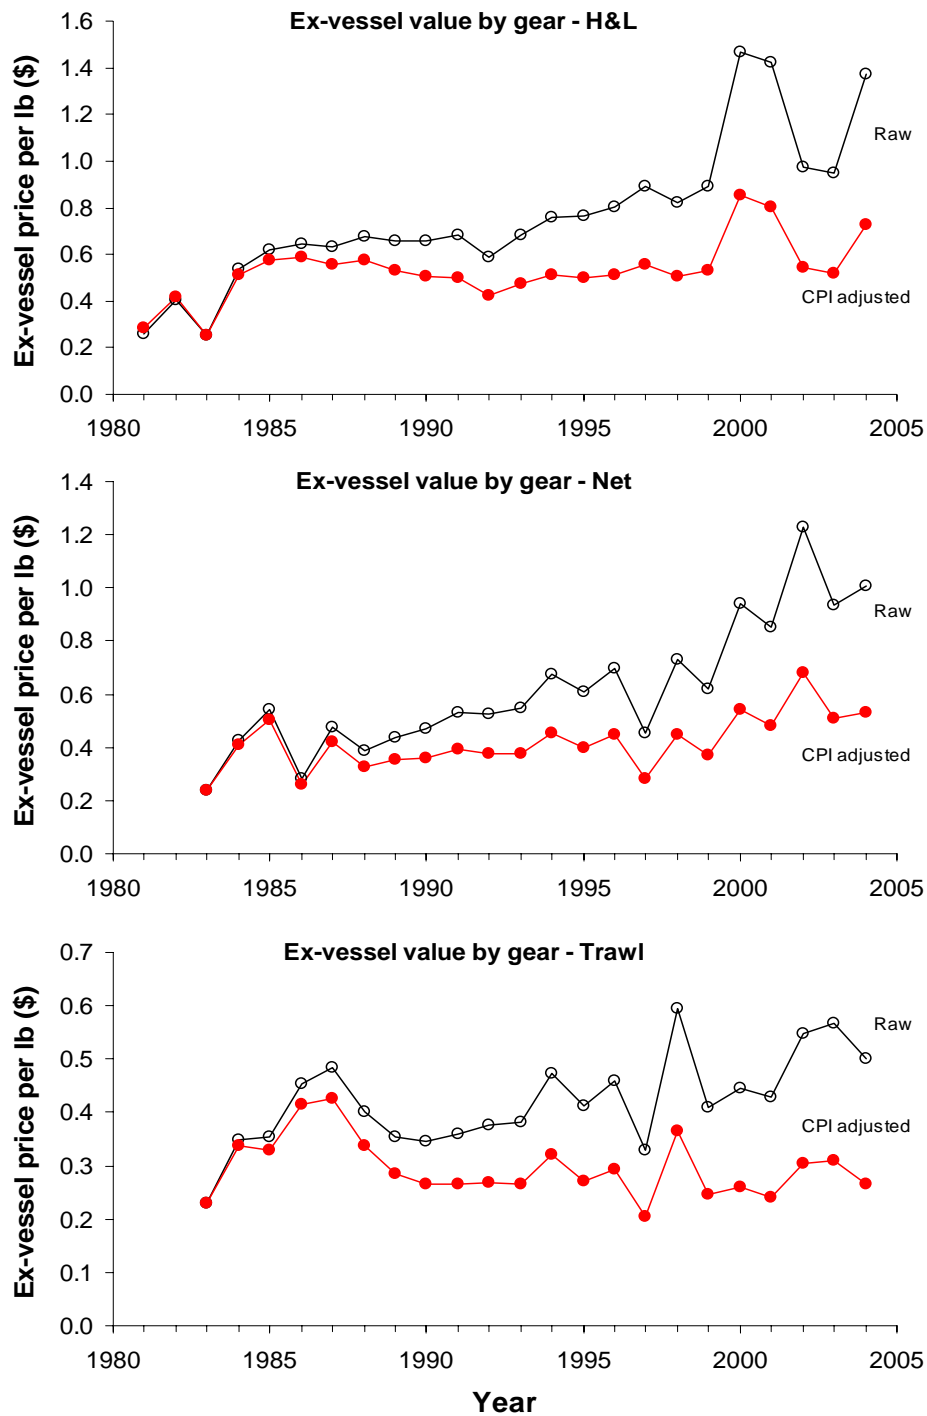 Ex-vessel value by gear - H&L
Ex-vessel price per lb ($)
1.6
1.4
1.2
1.0
0.8
0.6
0.4
0.2
0.0
Raw
CPI adjusted
1980 1985 1990 1995 2000 2005
Ex-vessel value by gear - Net
Ex-vessel price per lb ($)
1.4
1.2
1.0
0.8
0.6
0.4
0.2
0.0
Raw
CPI adjusted
1980 1985 1990 1995 2000 2005
Ex-vessel value by gear - Trawl
Ex-vessel price per lb ($)
0.7
0.6
0.5
0.4
0.3
0.2
0.1
0.0
Raw
CPI adjusted
1980 1985 1990 1995 2000 2005
Year